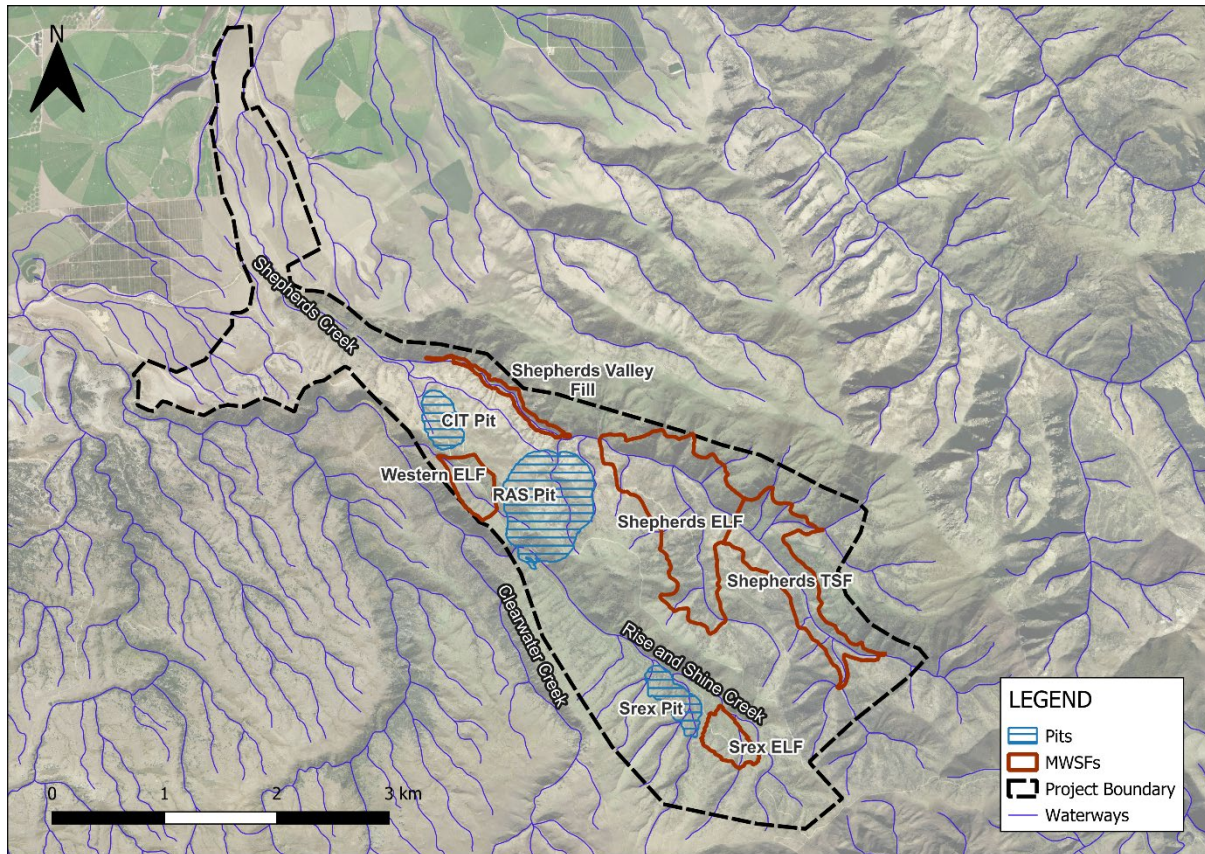 N
Shepherds Creek
Shepherds Valley
Fill
CIT Pit
Western ELF
RAS Pit
Shepherds ELF
Shepherds TSF
Clearwater Creek
Rise and Shine Creek
Srex Pit
Srex ELF
0 1 2 3 km
LEGEND
Pits
MWSFs
Project Boundary
Waterways